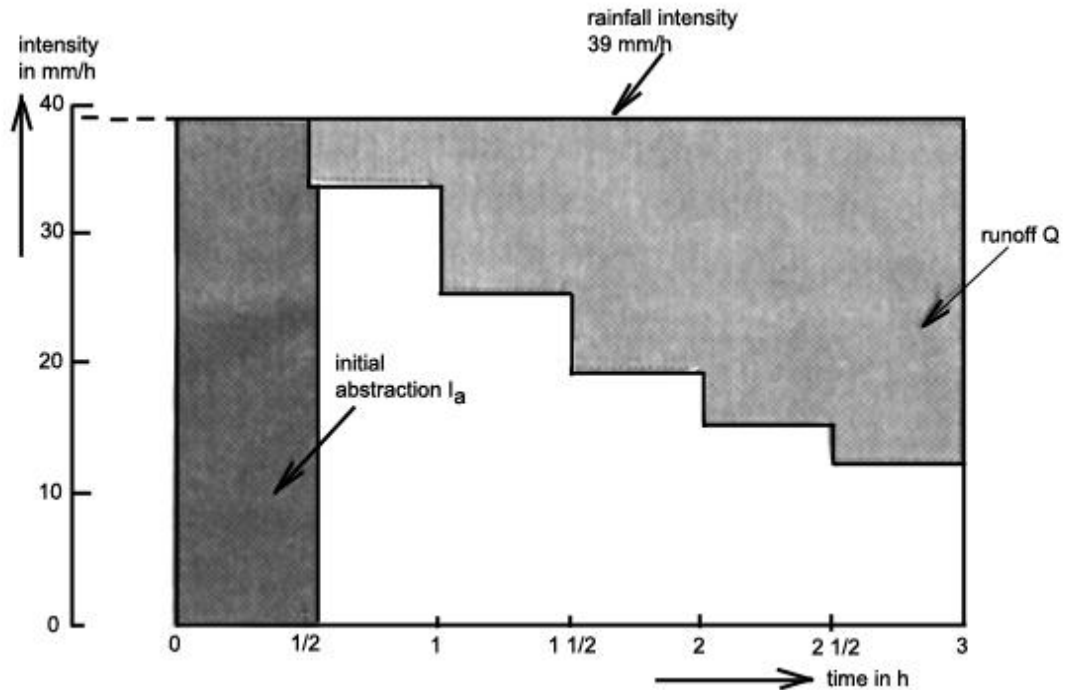 rainfall intensity
39 mm/h
intensity
in mm/h
40
30
runoff Q
20
initial
abstraction Ia
10
0
0
1/2
1
1 1/2
2
2 1/2
3
time in h